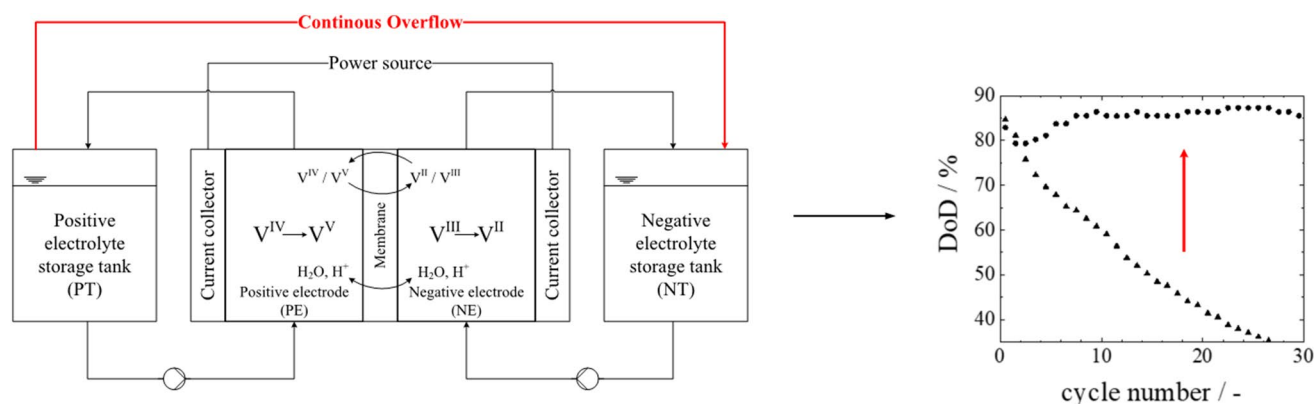 Continous Overflow
Power source
Positive
electrolyte
storage tank
(PT)
Current collector
V^IV / V^V
V^IV → V^V
H₂O, H⁺
Positive electrode
(PE)
Membrane
V^II / V^III
V^III → V^II
H₂O, H⁺
Negative electrode
(NE)
Current collector
Negative
electrolyte
storage tank
(NT)
DoD / %
90
80
70
60
50
40
0 10 20 30
cycle number / -